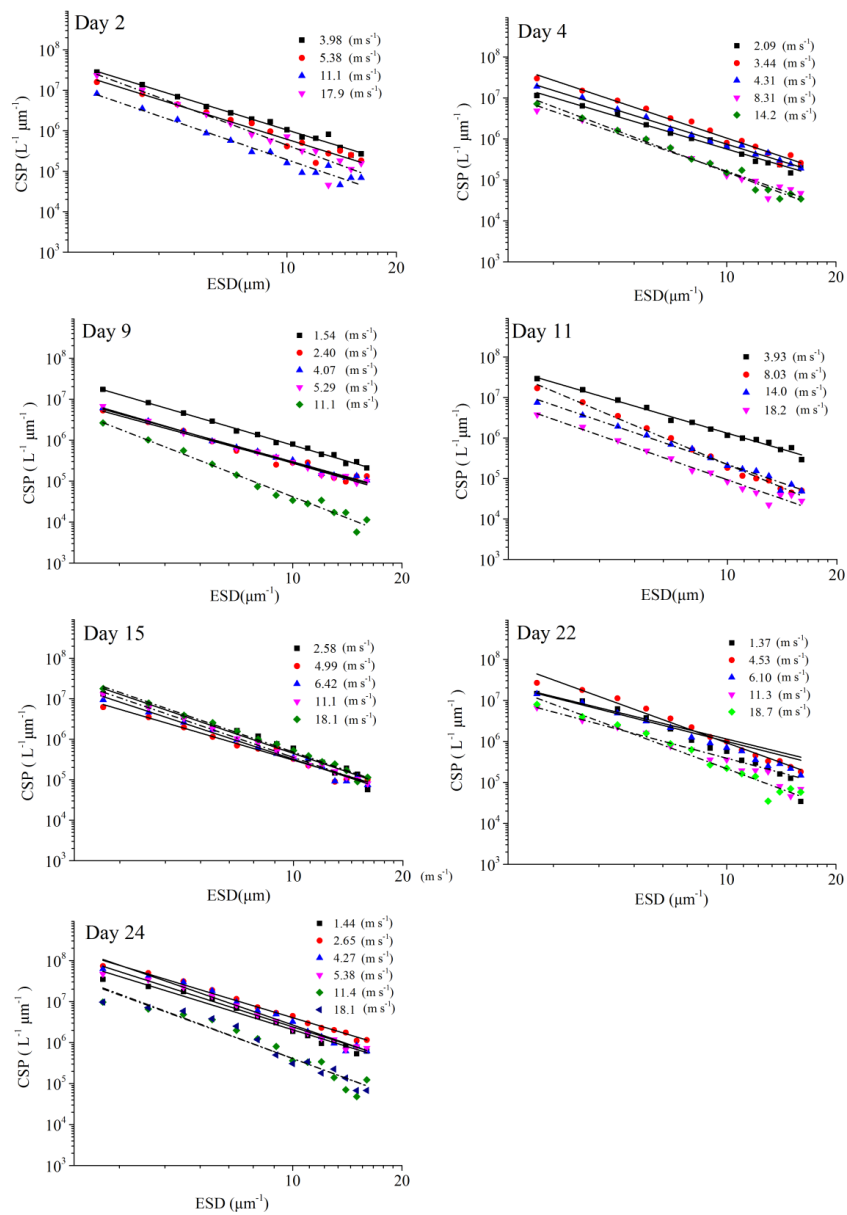 Day 2
3.98 (m s⁻¹)
5.38 (m s⁻¹)
11.1 (m s⁻¹)
17.9 (m s⁻¹)
10⁸
10⁷
10⁶
10⁵
10⁴
10³
CSP (L⁻¹ μm⁻¹)
10
20
ESD(μm)
Day 4
2.09 (m s⁻¹)
3.44 (m s⁻¹)
4.31 (m s⁻¹)
8.31 (m s⁻¹)
14.2 (m s⁻¹)
10⁸
10⁷
10⁶
10⁵
10⁴
10³
CSP ( L⁻¹ μm⁻¹)
10
20
ESD(μm⁻¹)
Day 9
1.54 (m s⁻¹)
2.40 (m s⁻¹)
4.07 (m s⁻¹)
5.29 (m s⁻¹)
11.1 (m s⁻¹)
10⁸
10⁷
10⁶
10⁵
10⁴
10³
CSP ( L⁻¹ μm⁻¹)
10
20
ESD(μm⁻¹)
Day 11
3.93 (m s⁻¹)
8.03 (m s⁻¹)
14.0 (m s⁻¹)
18.2 (m s⁻¹)
10⁸
10⁷
10⁶
10⁵
10⁴
10³
CSP ( L⁻¹ μm⁻¹)
10
20
ESD(μm⁻¹)
Day 15
2.58 (m s⁻¹)
4.99 (m s⁻¹)
6.42 (m s⁻¹)
11.1 (m s⁻¹)
18.1 (m s⁻¹)
10⁸
10⁷
10⁶
10⁵
10⁴
10³
CSP ( L⁻¹ μm⁻¹)
10
20
(m s⁻¹)
ESD(μm)
Day 22
1.37 (m s⁻¹)
4.53 (m s⁻¹)
6.10 (m s⁻¹)
11.3 (m s⁻¹)
18.7 (m s⁻¹)
10⁸
10⁷
10⁶
10⁵
10⁴
10³
CSP ( L⁻¹ μm⁻¹)
10
20
ESD (μm⁻¹)
Day 24
1.44 (m s⁻¹)
2.65 (m s⁻¹)
4.27 (m s⁻¹)
5.38 (m s⁻¹)
11.4 (m s⁻¹)
18.1 (m s⁻¹)
10⁸
10⁷
10⁶
10⁵
10⁴
10³
CSP ( L⁻¹ μm⁻¹)
10
20
ESD (μm⁻¹)